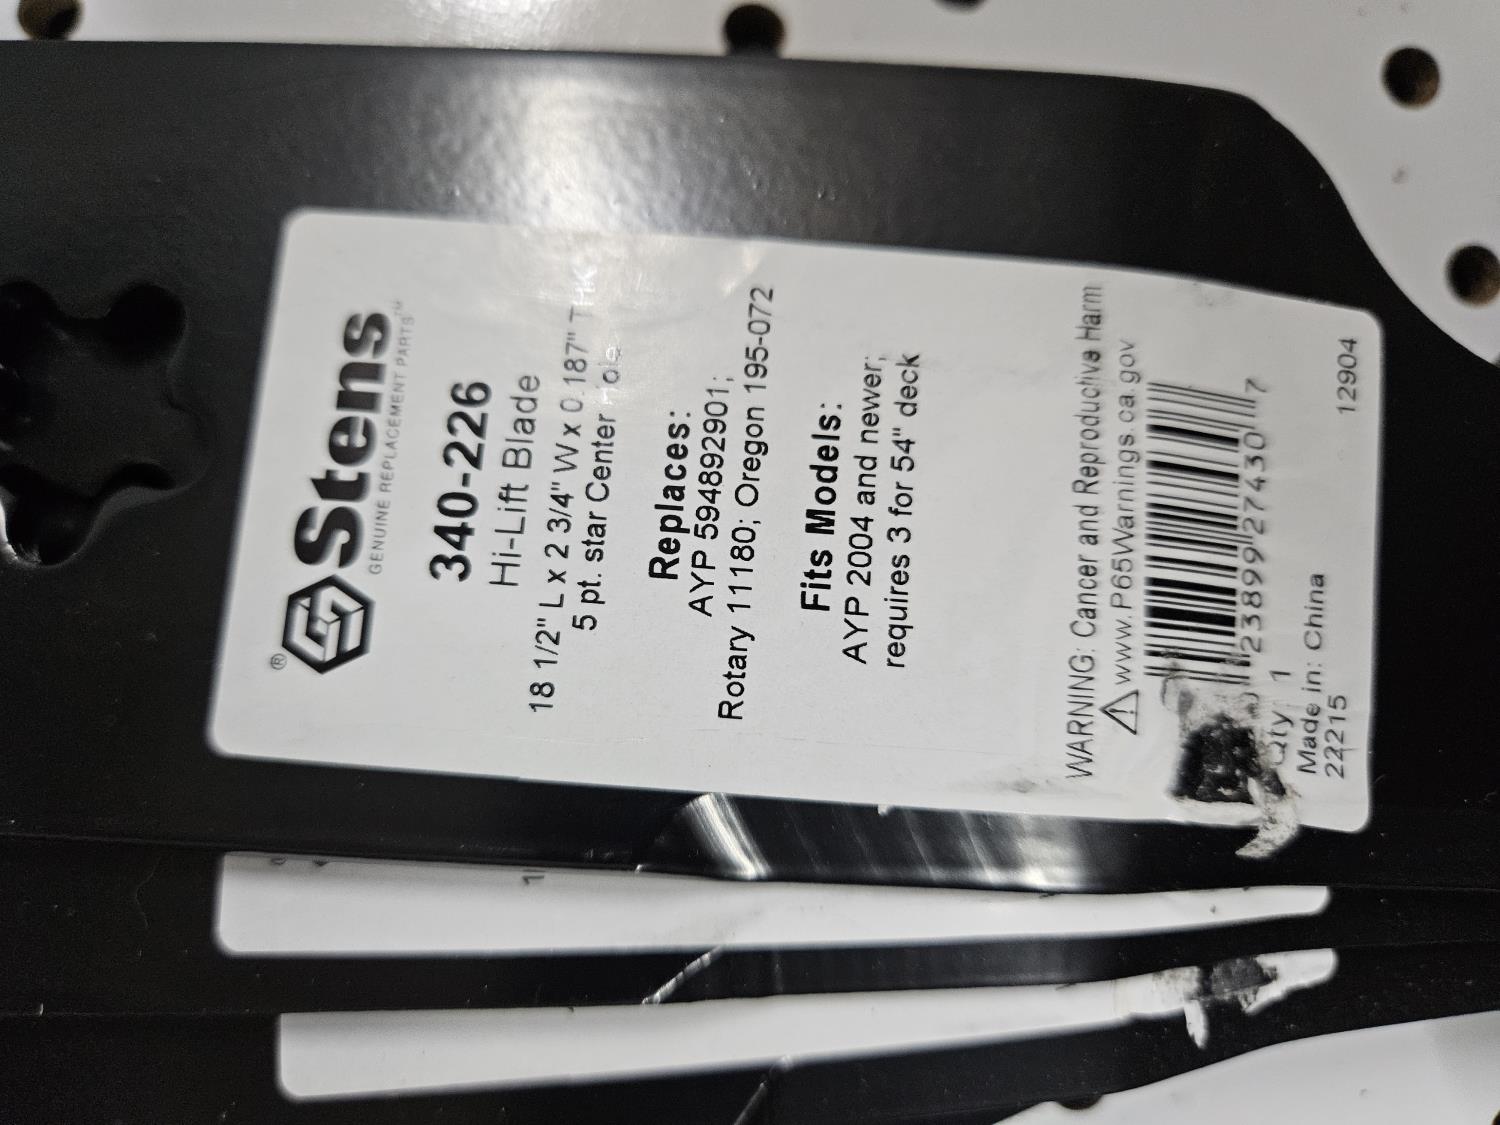 Stens
GENUINE REPLACEMENT PARTS™
®
340-226
Hi-Lift Blade
18 1/2" L x 2 3/4" W x 0.187" THK
5 pt. star Center Hole
Replaces:
AYP 594892901;
Rotary 11180; Oregon 195-072
Fits Models:
AYP 2004 and newer;
requires 3 for 54" deck
WARNING: Cancer and Reproductive Harm
www.P65Warnings.ca.gov
23899 27430 7
Qty: 1
Made in: China
22215
12904